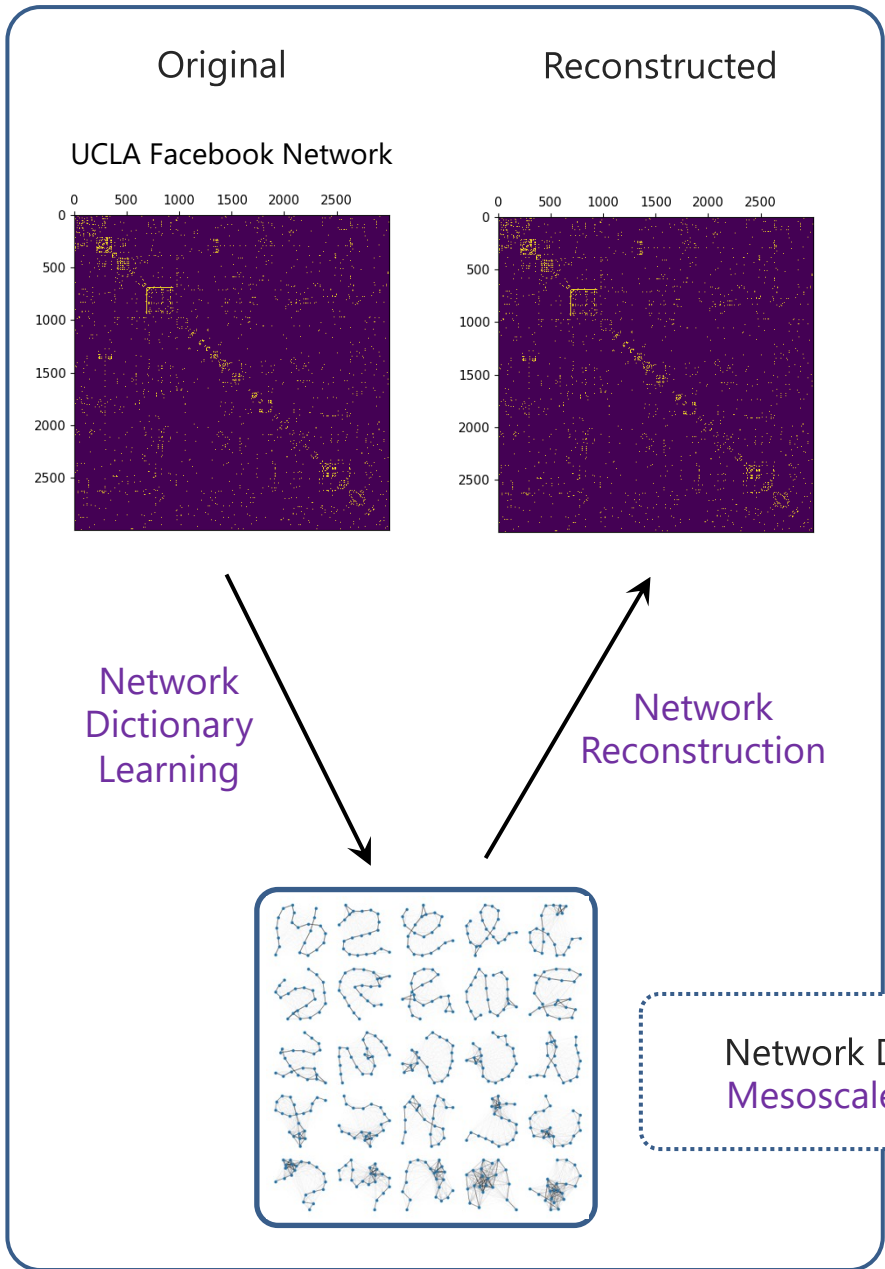 Original
Reconstructed
UCLA Facebook Network
0 500 1000 1500 2000 2500
0
500
1000
1500
2000
2500
0 500 1000 1500 2000 2500
0
500
1000
1500
2000
2500
Network
Dictionary
Learning
Network
Reconstruction
Network D
Mesoscale